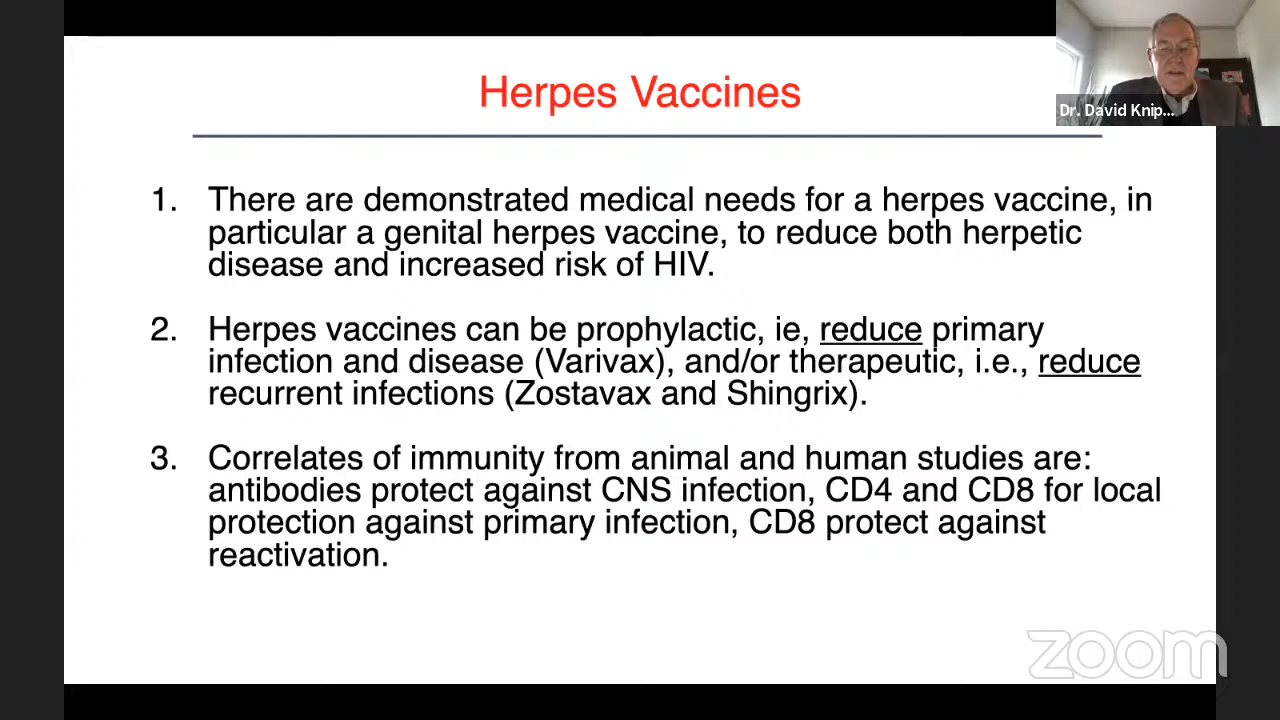 Herpes Vaccines
Dr. David Knip...
1. There are demonstrated medical needs for a herpes vaccine, in
particular a genital herpes vaccine, to reduce both herpetic
disease and increased risk of HIV.
2. Herpes vaccines can be prophylactic, ie, reduce primary
infection and disease (Varivax), and/or therapeutic, i.e., reduce
recurrent infections (Zostavax and Shingrix).
3. Correlates of immunity from animal and human studies are:
antibodies protect against CNS infection, CD4 and CD8 for local
protection against primary infection, CD8 protect against
reactivation.
zoom